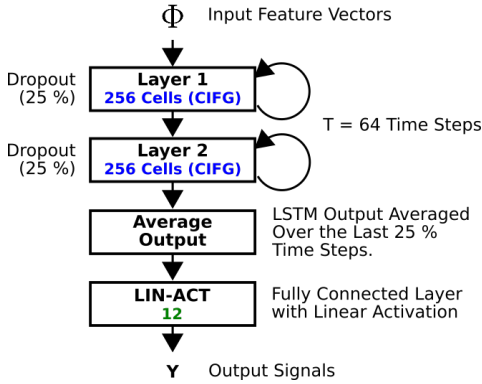 Φ Input Feature Vectors
Dropout
(25 %)
Layer 1
256 Cells (CIFG)
T = 64 Time Steps
Dropout
(25 %)
Layer 2
256 Cells (CIFG)
Average
Output
LSTM Output Averaged
Over the Last 25 %
Time Steps.
LIN-ACT
12
Fully Connected Layer
with Linear Activation
Y Output Signals